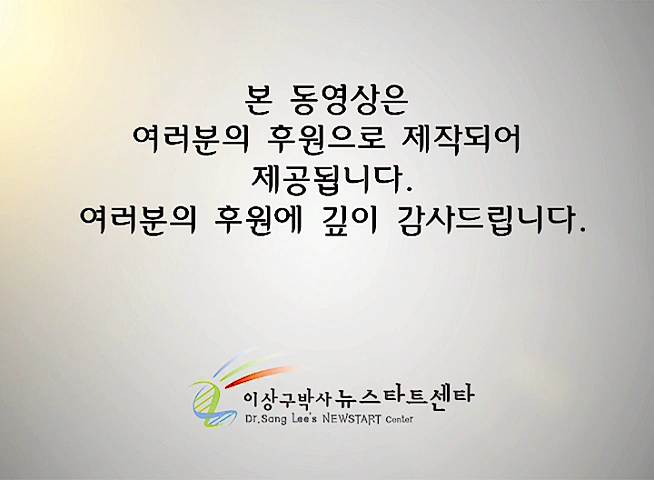 본 동영상은
여러분의 후원으로 제작되어
제공됩니다.
여러분의 후원에 깊이 감사드립니다.
이상구박사 뉴스타트센타
Dr.Sang Lee's NEWSTART Center